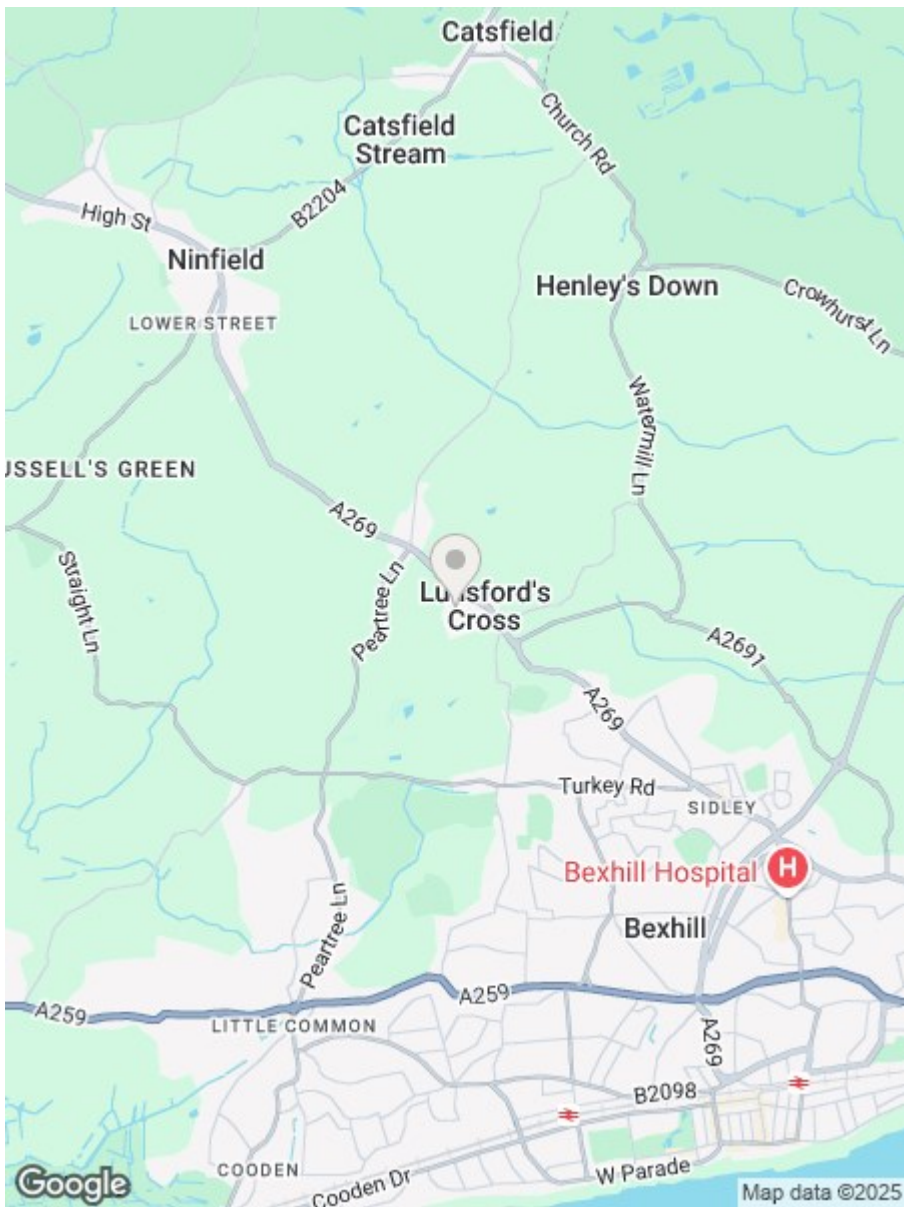 Catsfield
Church Rd
Catsfield
Stream
B2204
High St
Ninfield
Henley's Down
Crowhurst Ln
LOWER STREET
Watermill Ln
USSELL'S GREEN
A269
Straight Ln
Peartree Ln
Lunsford's
Cross
A2691
A269
Turkey Rd
SIDLEY
Bexhill Hospital
H
Bexhill
Peartree Ln
A259
A259
LITTLE COMMON
A269
B2098
COODEN
Cooden Dr
W Parade
Google
Map data ©2025